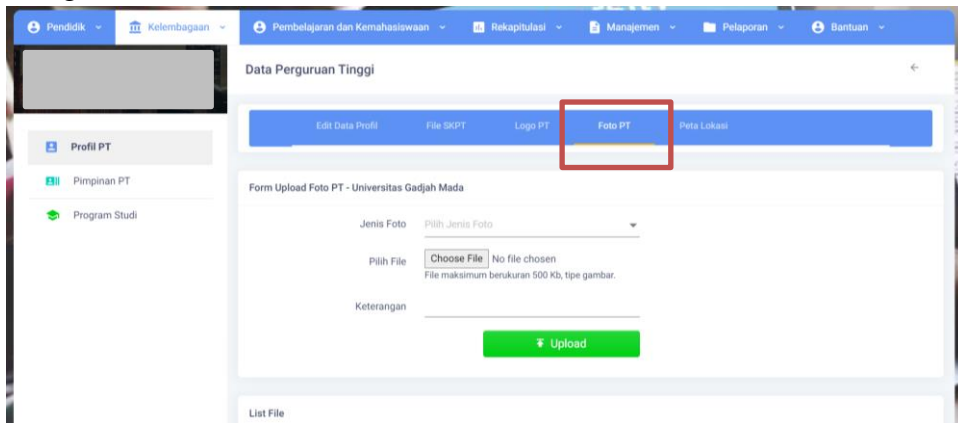 Pendidik Kelembagaan Pembelajaran dan Kemahasiswaan Rekapitulasi Manajemen Pelaporan Bantuan
Data Perguruan Tinggi
Edit Data Profil File SKPT Logo PT Foto PT Peta Lokasi
Profil PT
Pimpinan PT
Program Studi
Form Upload Foto PT - Universitas Gadjah Mada
Jenis Foto Pilih Jenis Foto
Pilih File Choose File No file chosen
File maksimum berukuran 500 Kb, tipe gambar.
Keterangan
Upload
List File